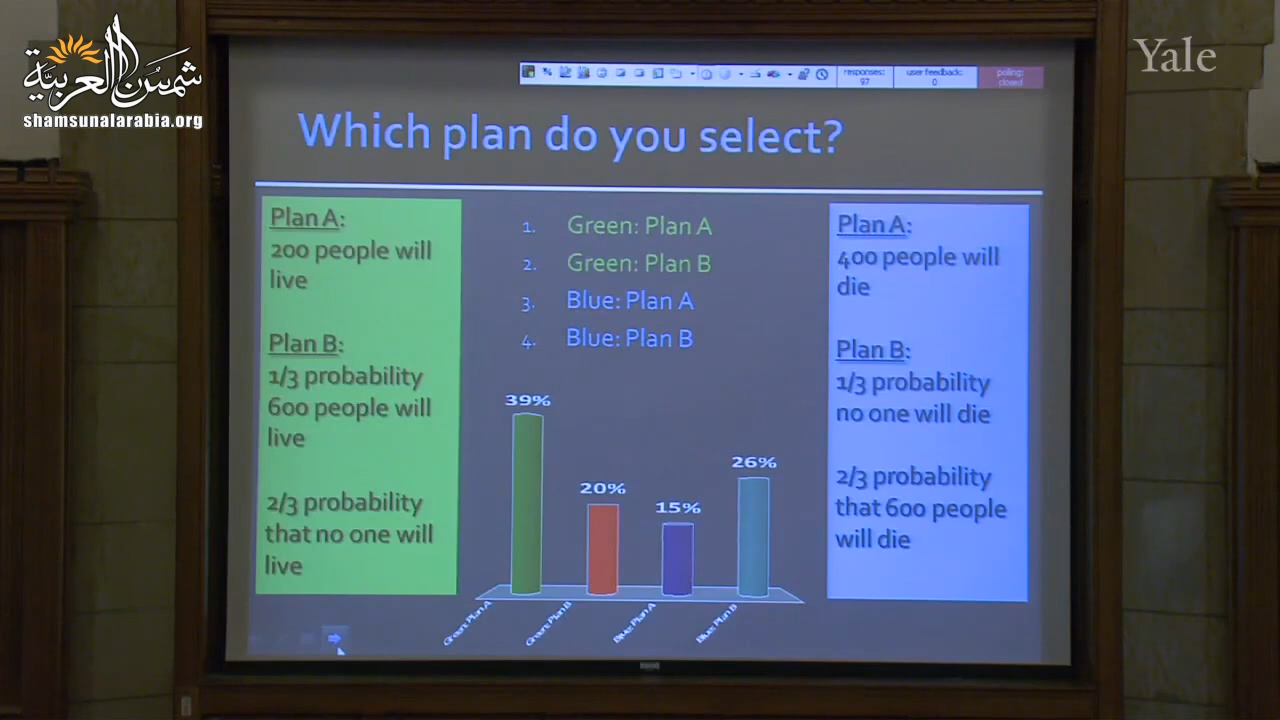 شمس العربية
shamsunalarabia.org
Yale
responses:
97
user feedback:
0
polling:
closed
Which plan do you select?
Plan A:
200 people will
live
Plan B:
1/3 probability
600 people will
live
2/3 probability
that no one will
live
1. Green: Plan A
2. Green: Plan B
3. Blue: Plan A
4. Blue: Plan B
39%
20%
15%
26%
Green: Plan A
Green: Plan B
Blue: Plan A
Blue: Plan B
Plan A:
400 people will
die
Plan B:
1/3 probability
no one will die
2/3 probability
that 600 people
will die